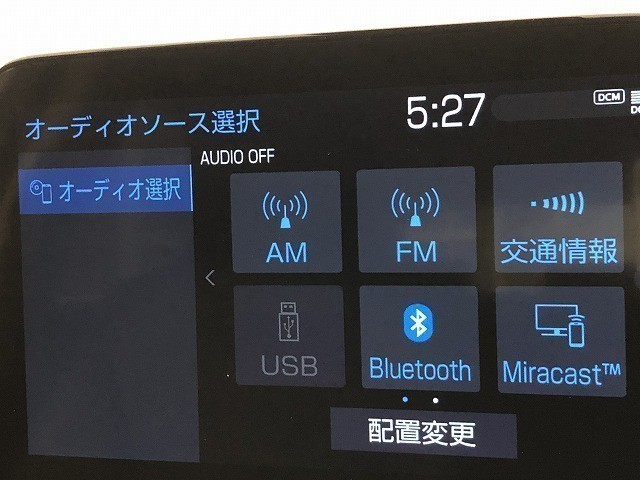 オーディオソース選択
5:27
DCM
AUDIO OFF
オーディオ選択
AM
FM
交通情報
USB
Bluetooth
Miracast™
配置変更